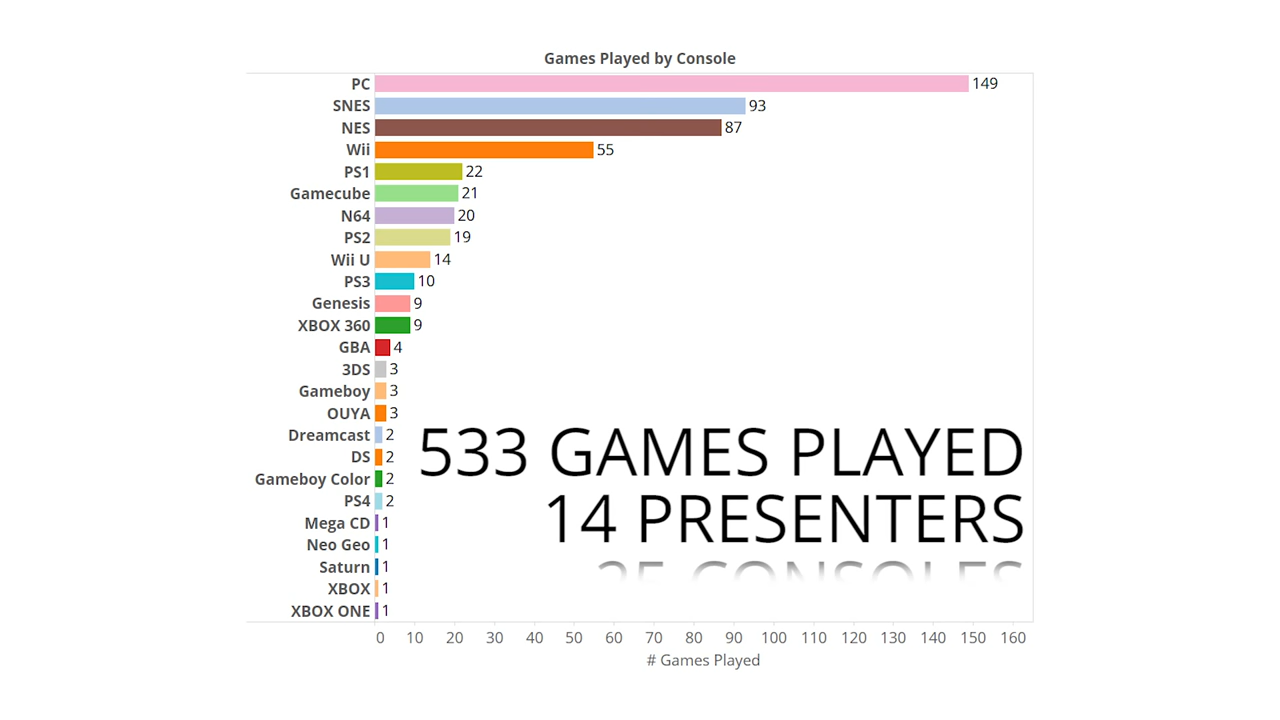 Games Played by Console
PC 149
SNES 93
NES 87
Wii 55
PS1 22
Gamecube 21
N64 20
PS2 19
Wii U 14
PS3 10
Genesis 9
XBOX 360 9
GBA 4
3DS 3
Gameboy 3
OUYA 3
Dreamcast 2
DS 2
Gameboy Color 2
PS4 2
Mega CD 1
Neo Geo 1
Saturn 1
XBOX 1
XBOX ONE 1
533 GAMES PLAYED
14 PRESENTERS
25 CONSOLES
0 10 20 30 40 50 60 70 80 90 100 110 120 130 140 150 160
# Games Played